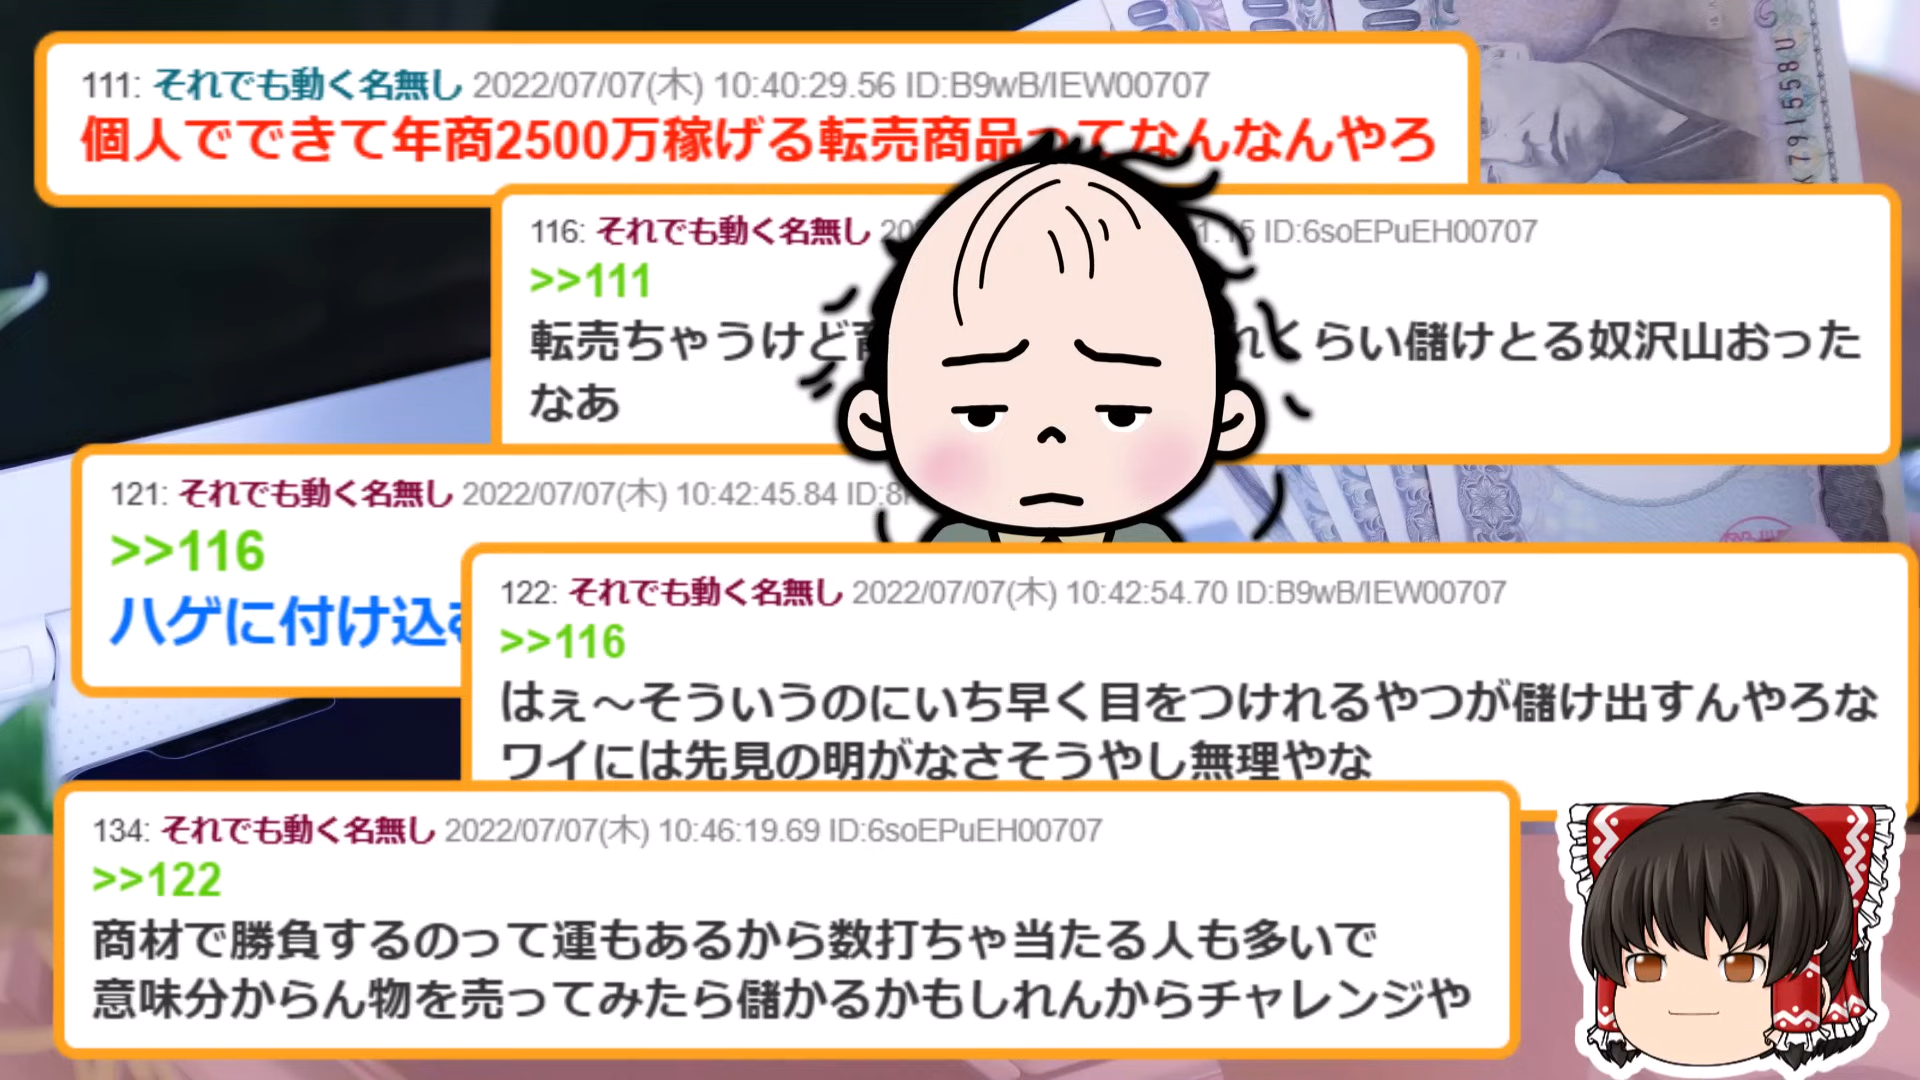 111: それでも動く名無し 2022/07/07(木) 10:40:29.56 ID:B9wB/IEW00707
個人でできて年商2500万稼げる転売商品ってなんなんやろ
116: それでも動く名無し 20 1.15 ID:6soEPuEH00707
>>111
転売ちゃうけど れくらい儲けとる奴沢山おった
なあ
121: それでも動く名無し 2022/07/07(木) 10:42:45.84 ID:8
>>116
ハゲに付け込
122: それでも動く名無し 2022/07/07(木) 10:42:54.70 ID:B9wB/IEW00707
>>116
はぇ～そういうのにいち早く目をつけれるやつが儲け出すんやろな
ワイには先見の明がなさそうやし無理やな
134: それでも動く名無し 2022/07/07(木) 10:46:19.69 ID:6soEPuEH00707
>>122
商材で勝負するのって運もあるから数打ちゃ当たる人も多いで
意味分からん物を売ってみたら儲かるかもしれんからチャレンジや
791558U